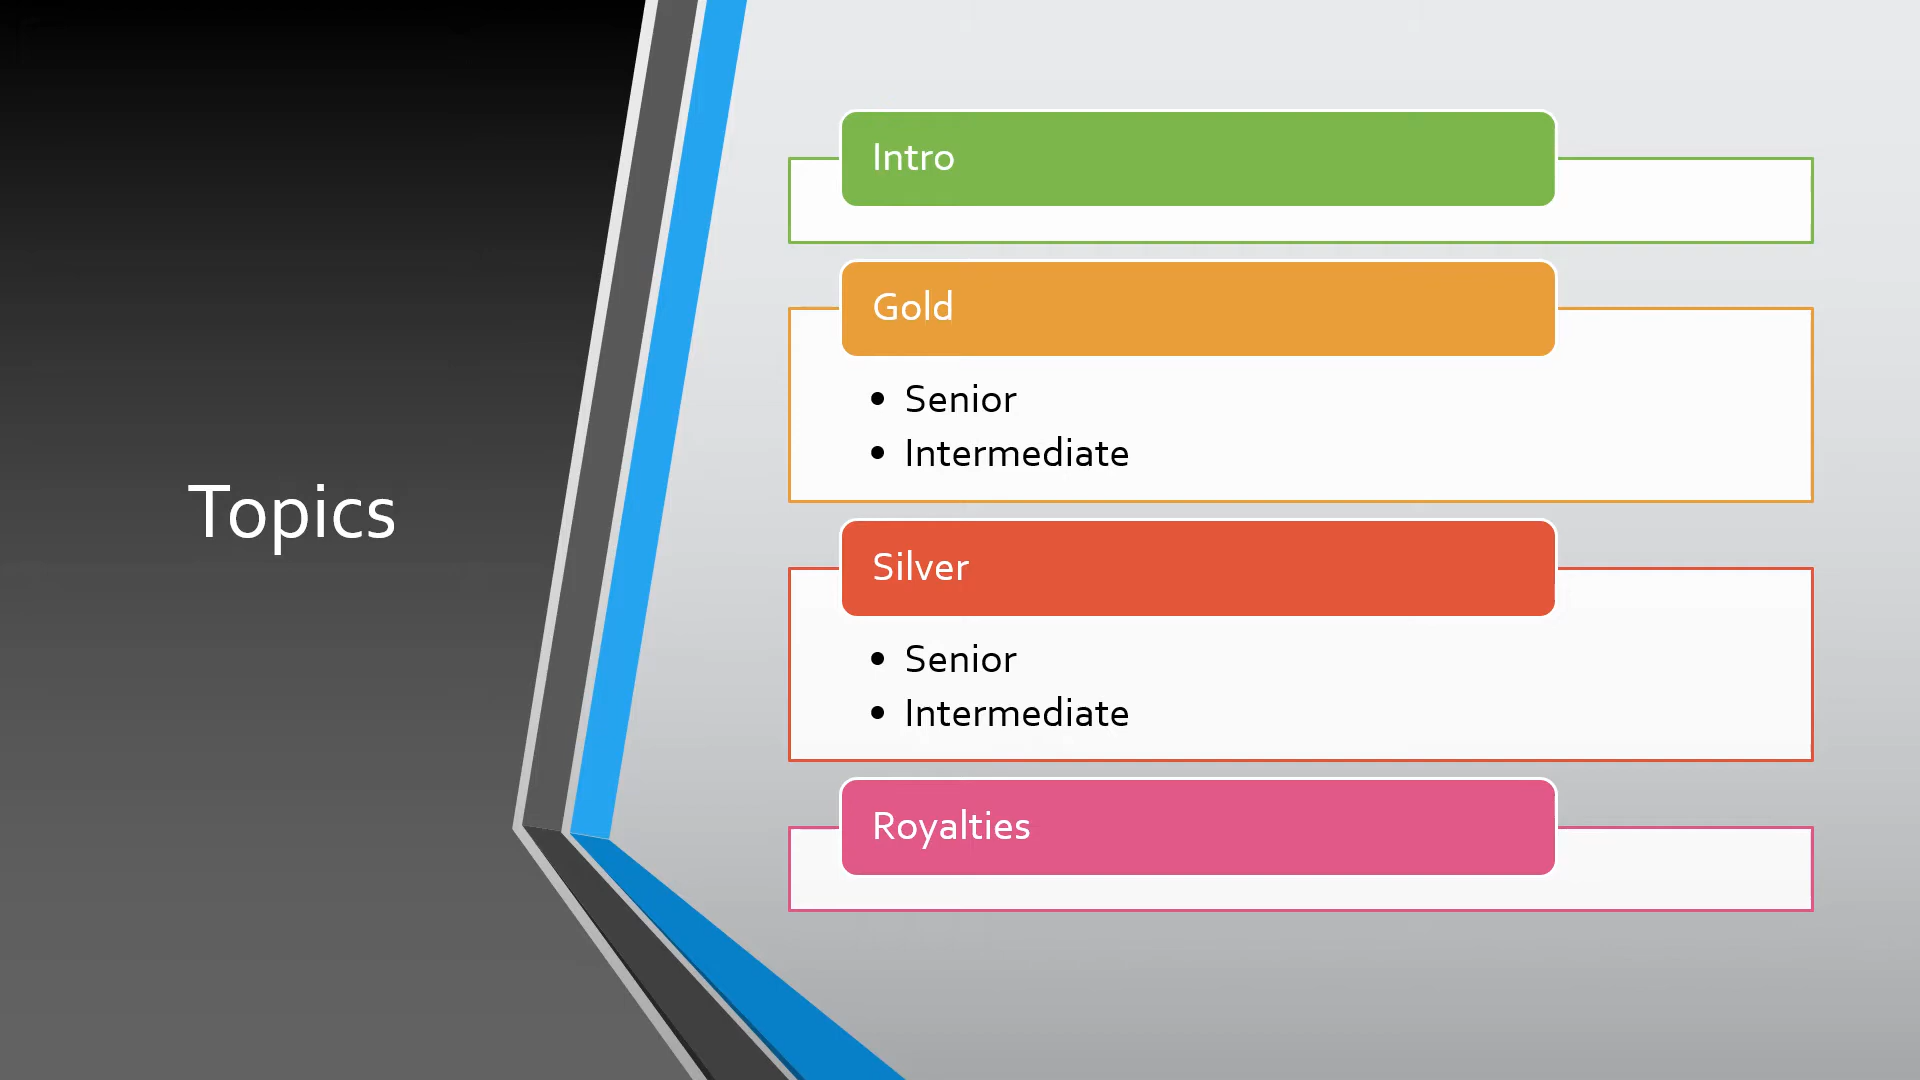 Topics
Intro
Gold
• Senior
• Intermediate
Silver
• Senior
• Intermediate
Royalties